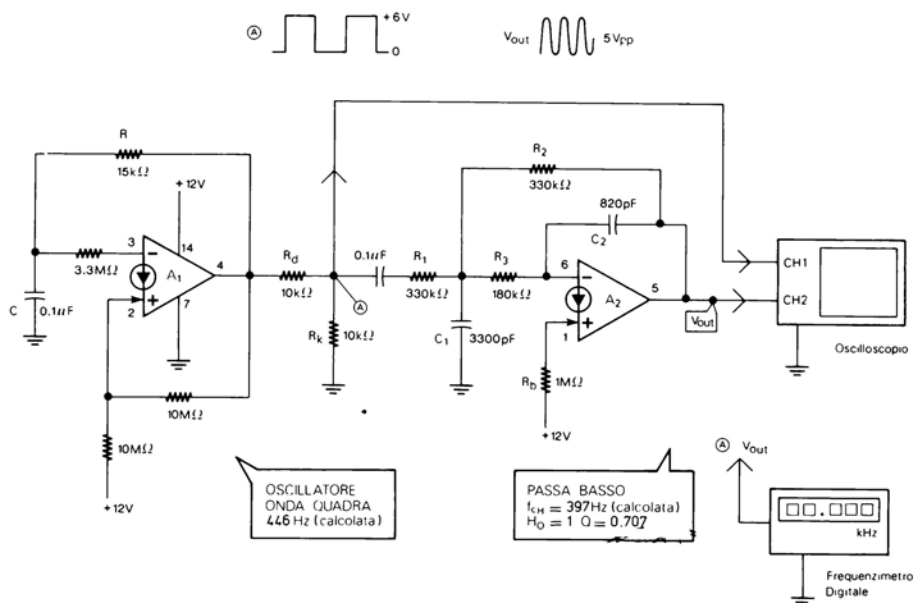 Ⓐ
+6V
0
Vout
5Vpp
R
15kΩ
+12V
3
14
3.3MΩ
A1
4
C
0.1uF
2
7
10MΩ
10MΩ
+12V
Rd
10kΩ
Ⓐ
Rk
10kΩ
0.1uF
R1
330kΩ
R2
330kΩ
820pF
C2
R3
180kΩ
C1
3300pF
6
A2
5
1
Rb
1MΩ
+12V
Vout
CH1
CH2
Oscilloscopio
OSCILLATORE
ONDA QUADRA
446 Hz (calcolata)
PASSA BASSO
fcH = 397Hz (calcolata)
HO = 1 Q = 0.707
Ⓐ Vout
kHz
Frequenzimetro
Digitale